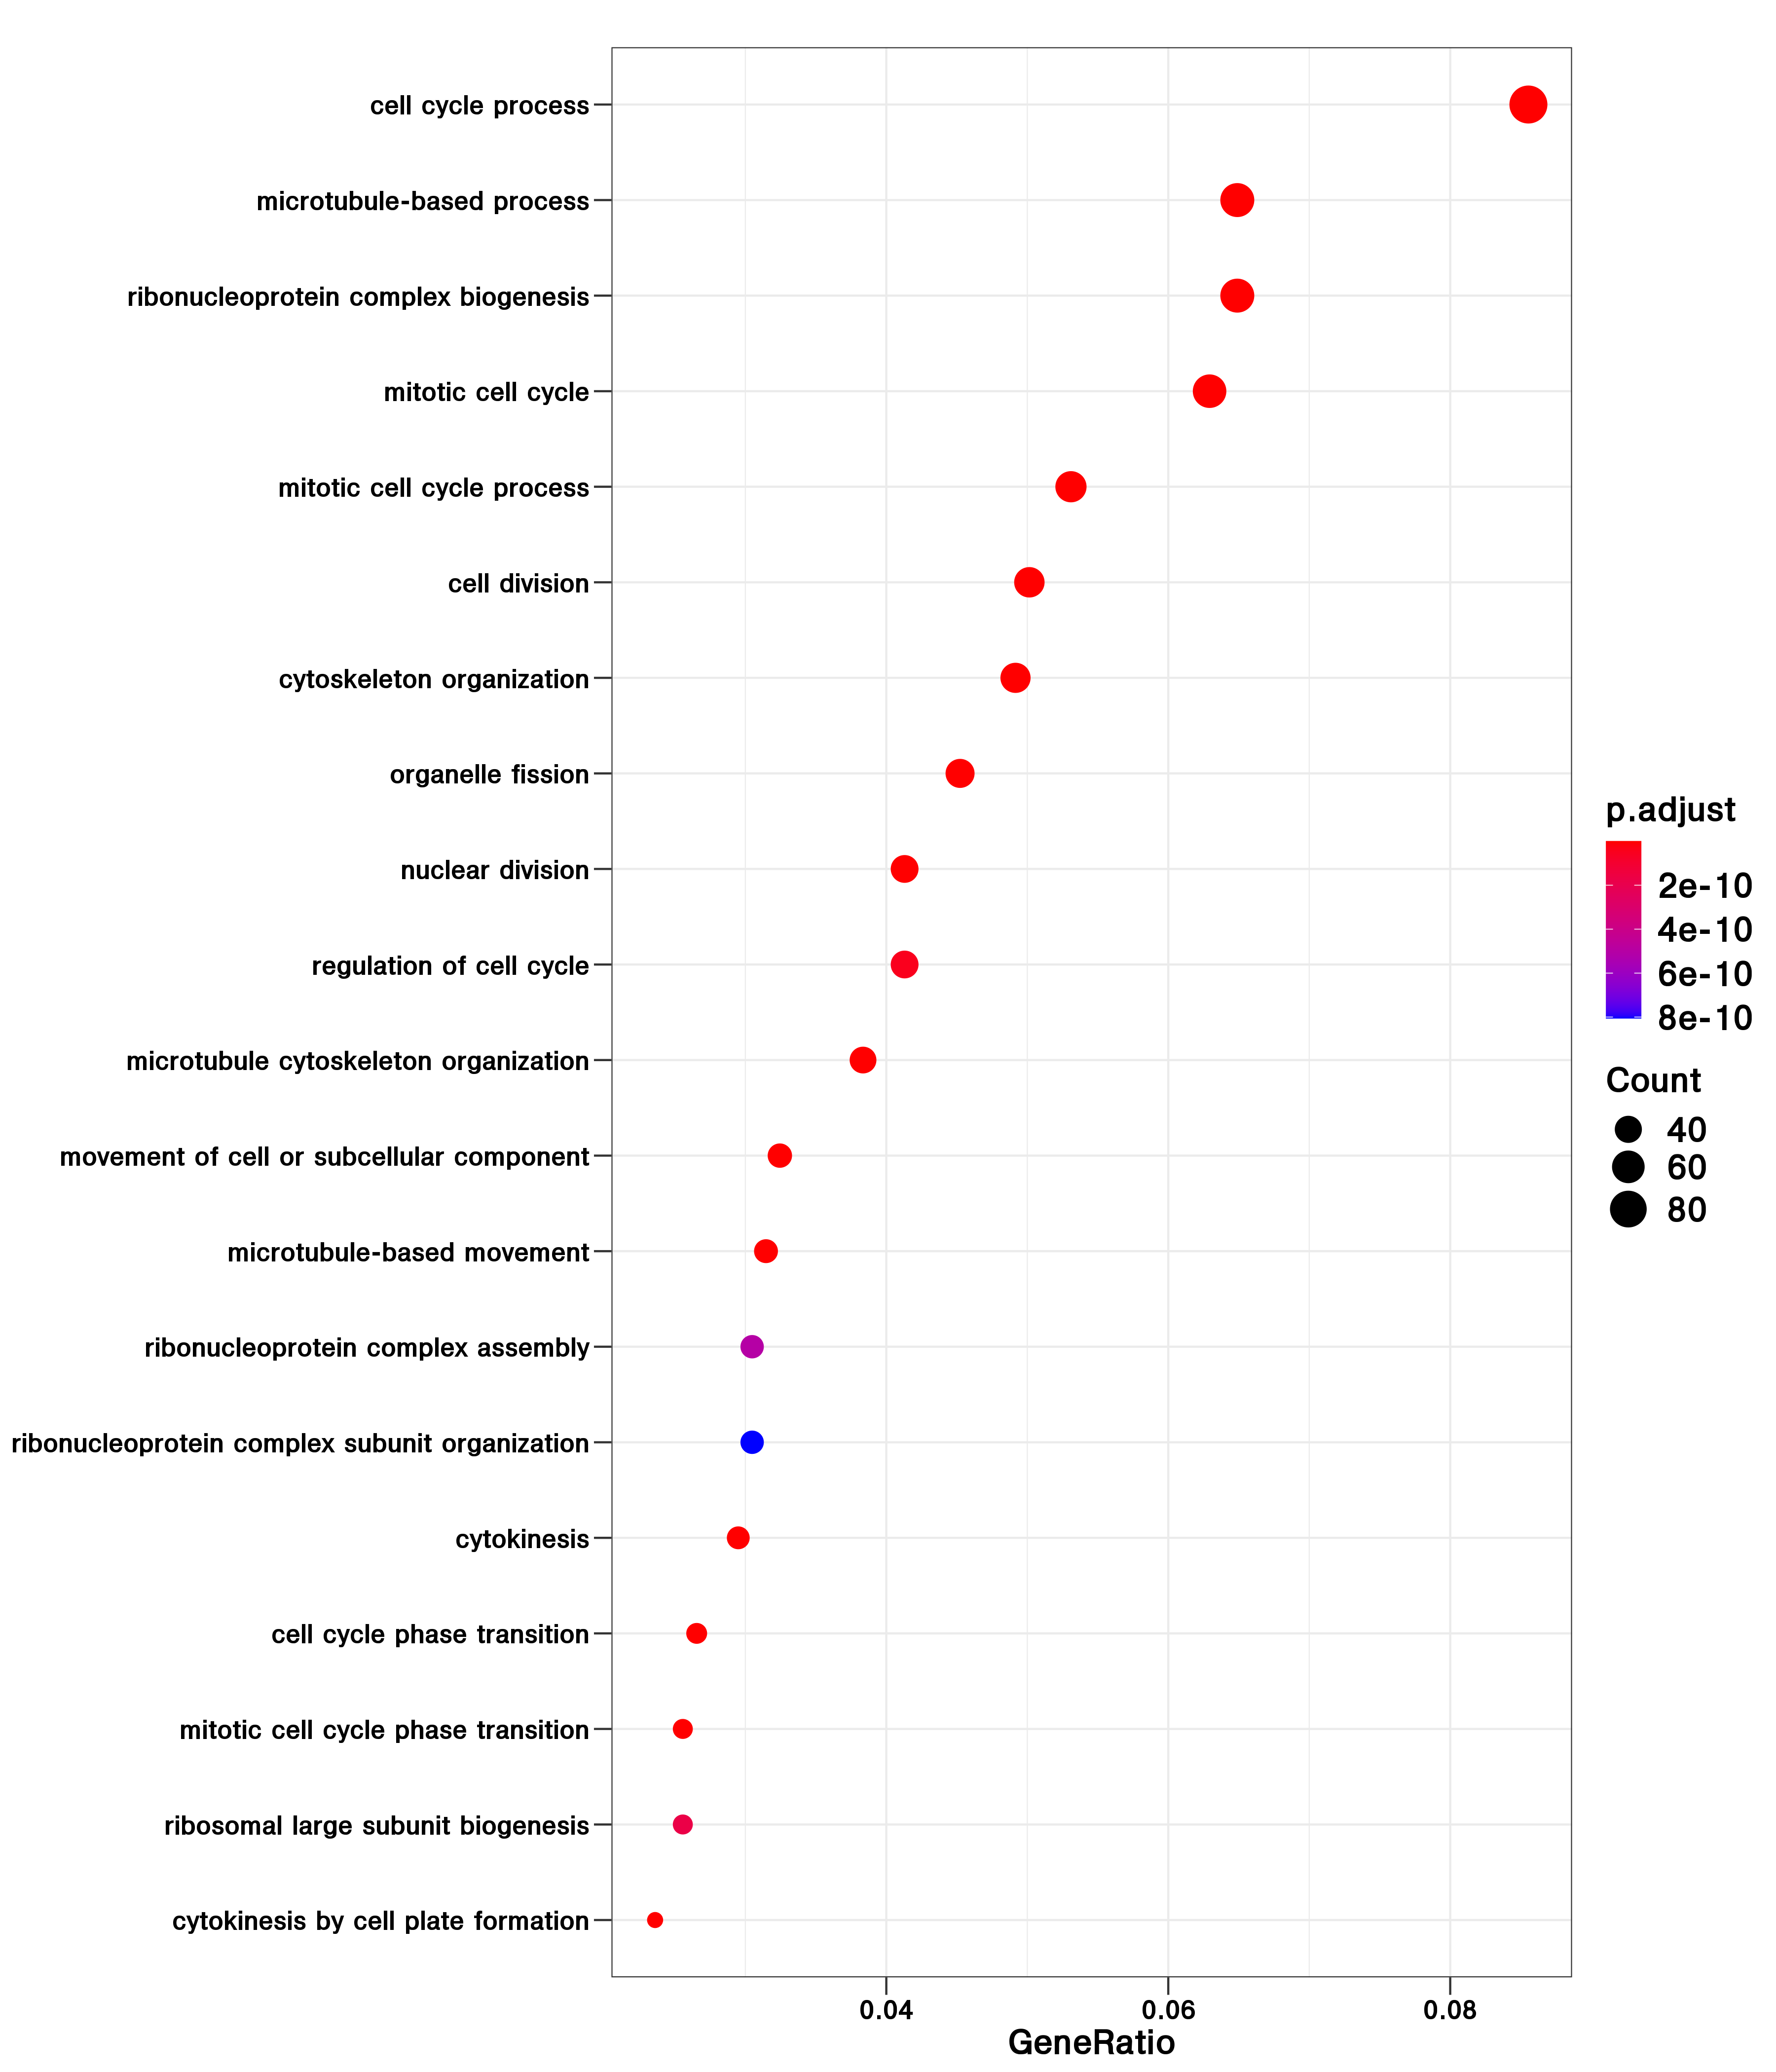 cell cycle process
microtubule-based process
ribonucleoprotein complex biogenesis
mitotic cell cycle
mitotic cell cycle process
cell division
cytoskeleton organization
organelle fission
nuclear division
regulation of cell cycle
microtubule cytoskeleton organization
movement of cell or subcellular component
microtubule-based movement
ribonucleoprotein complex assembly
ribonucleoprotein complex subunit organization
cytokinesis
cell cycle phase transition
mitotic cell cycle phase transition
ribosomal large subunit biogenesis
cytokinesis by cell plate formation
0.04 0.06 0.08
GeneRatio
p.adjust
2e-10
4e-10
6e-10
8e-10
Count
40
60
80